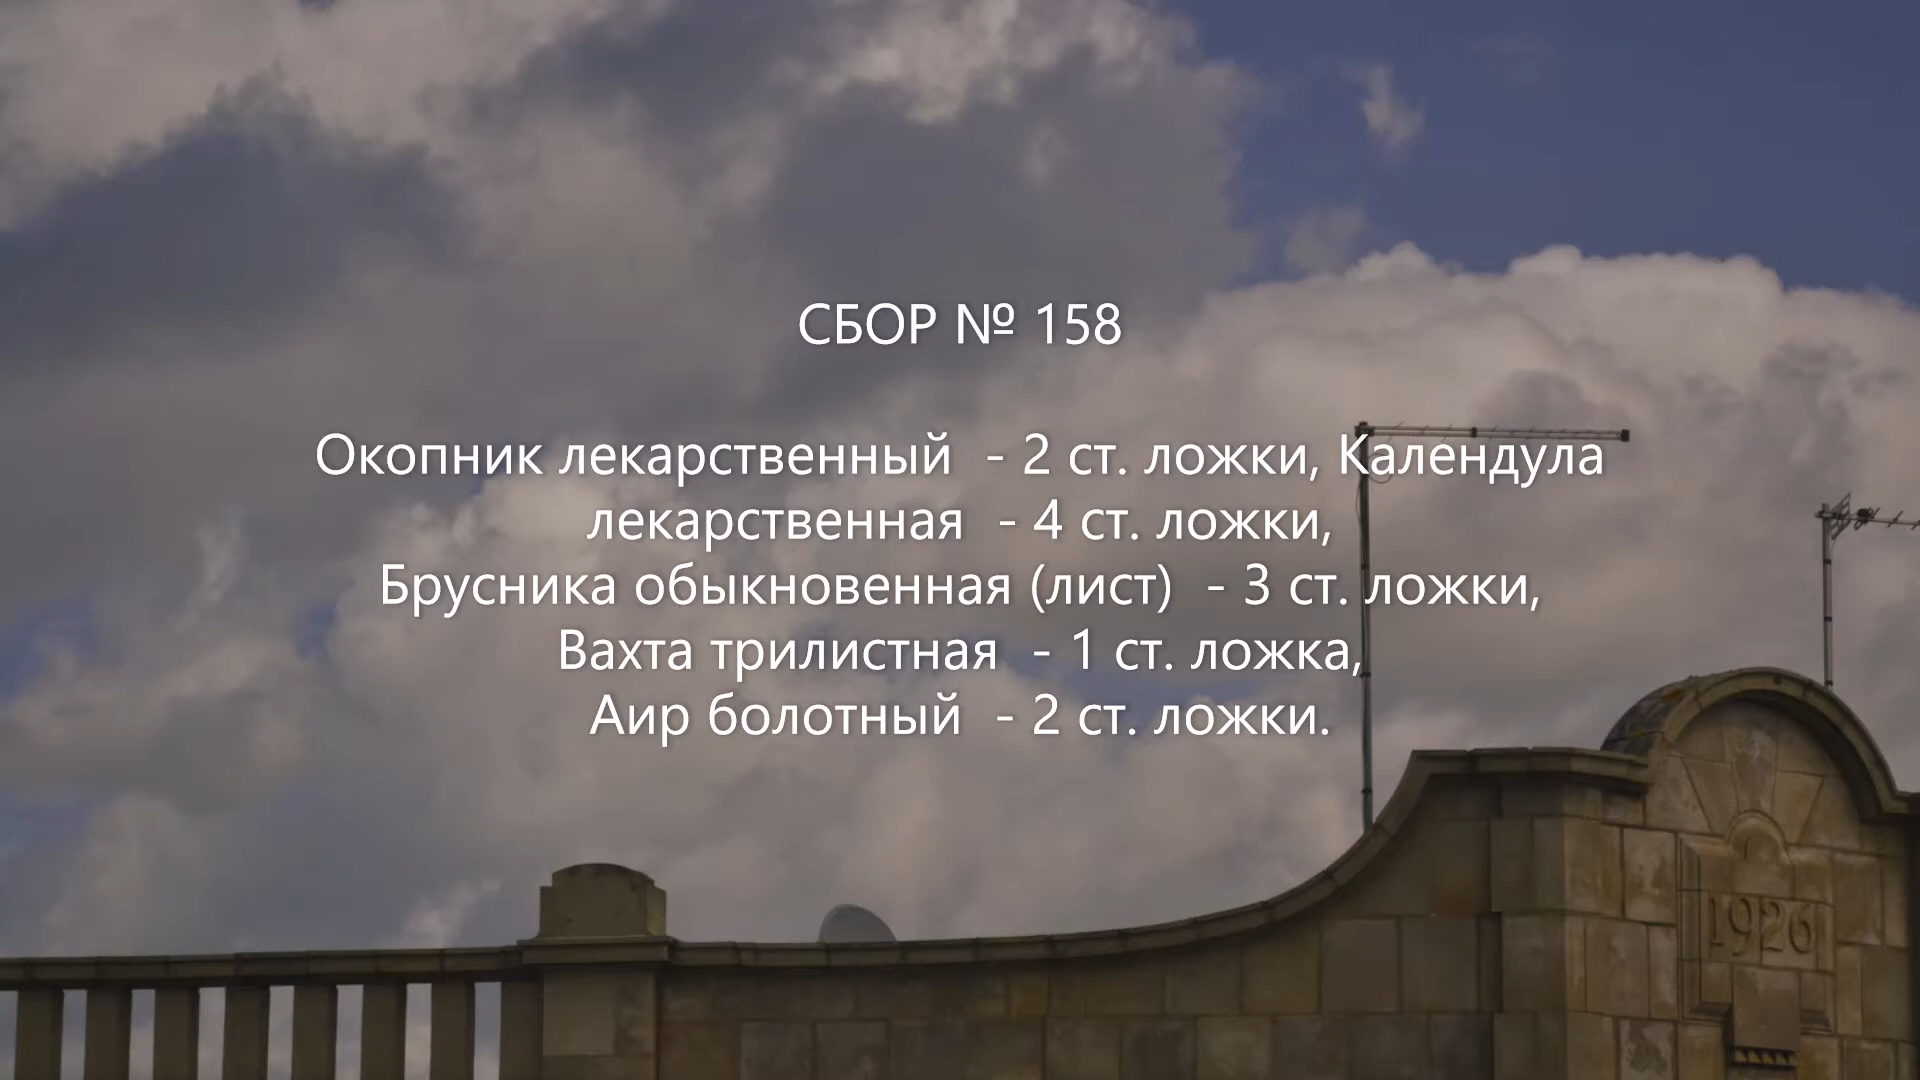 СБОР № 158
Окопник лекарственный  - 2 ст. ложки, Календула
лекарственная  - 4 ст. ложки,
Брусника обыкновенная (лист)  - 3 ст. ложки,
Вахта трилистная  - 1 ст. ложка,
Аир болотный  - 2 ст. ложки.
1926